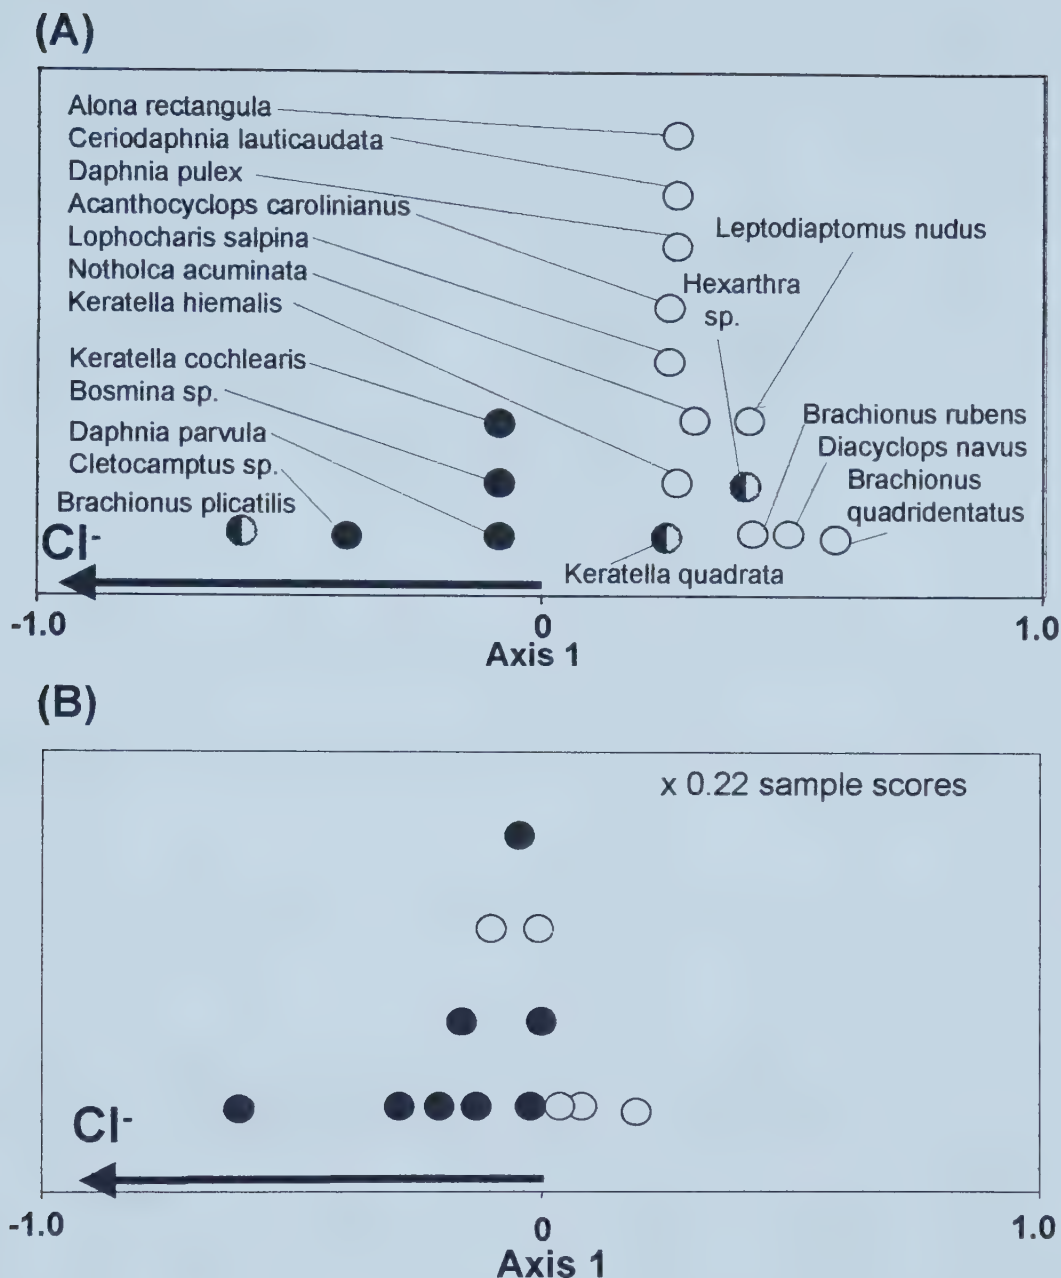 (A)
Alona rectangula
Ceriodaphnia lauticaudata
Daphnia pulex
Acanthocyclops carolinianus
Lophocharis salpina
Notholca acuminata
Keratella hiemalis
Leptodiaptomus nudus
Hexarthra
sp.
Keratella cochlearis
Bosmina sp.
Daphnia parvula
Cletocamptus sp.
Brachionus plicatilis
Brachionus rubens
Diacyclops navus
Brachionus
quadridentatus
Keratella quadrata
Cl-
-1.0 0 1.0
Axis 1
(B)
x 0.22 sample scores
Cl-
-1.0 0 1.0
Axis 1